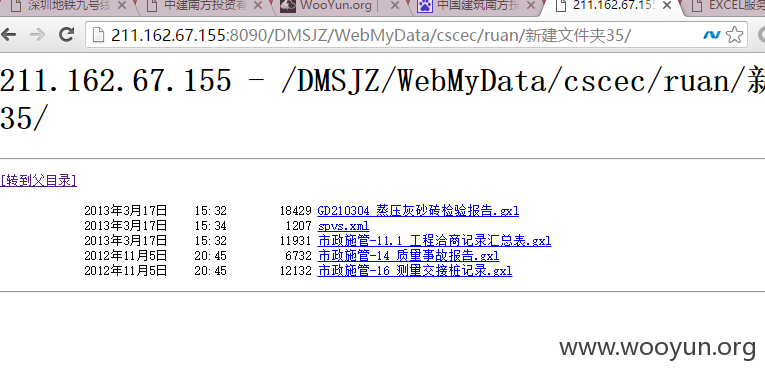 深圳地铁九号线 中建南方投资有 WooYun.org | 中国建筑南方投 211.162.67.155 EXCEL服务
211.162.67.155:8090/DMSJZ/WebMyData/cscec/ruan/新建文件夹35/
211.162.67.155 - /DMSJZ/WebMyData/cscec/ruan/新
35/
[转到父目录]
2013年3月17日 15:32 18429 GD210304 蒸压灰砂砖检验报告.gxl
2013年3月17日 15:34 1207 spvs.xml
2013年3月17日 15:32 11931 市政施管-11.1 工程洽商记录汇总表.gxl
2012年11月5日 20:45 6732 市政施管-14 质量事故报告.gxl
2012年11月5日 20:45 12132 市政施管-16 测量交接桩记录.gxl
www.wooyun.org